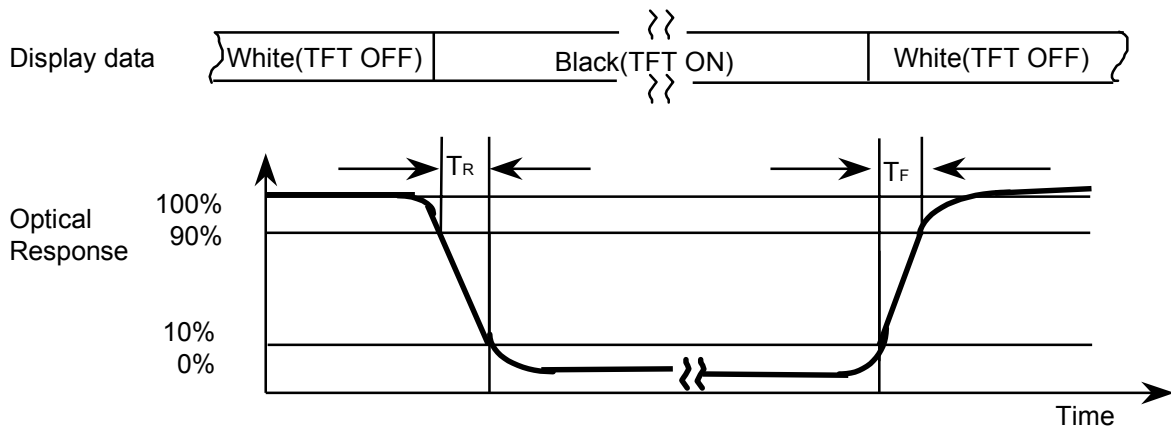 Display data
White(TFT OFF)
Black(TFT ON)
White(TFT OFF)
TR
TF
Optical
Response
100%
90%
10%
0%
Time